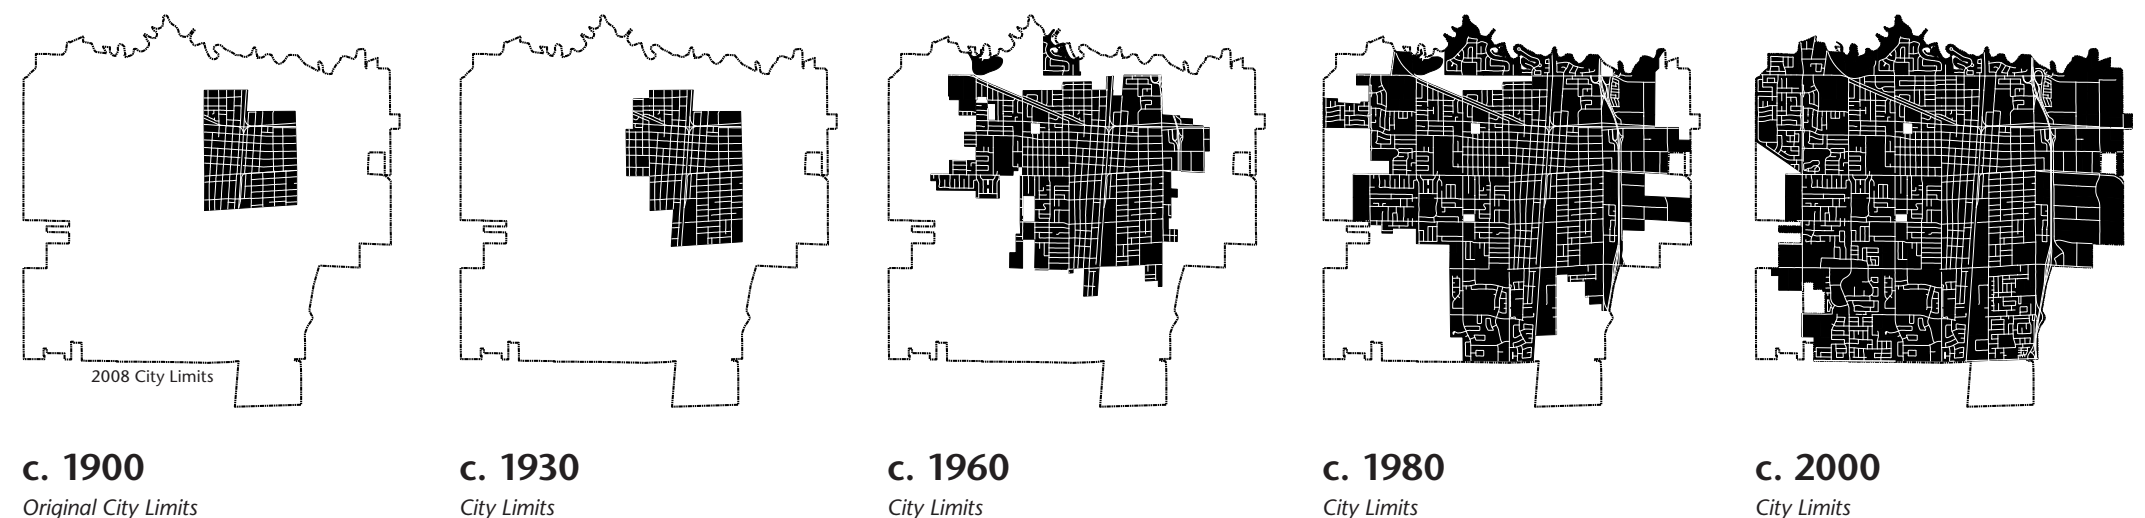 2008 City Limits
c. 1900
Original City Limits
c. 1930
City Limits
c. 1960
City Limits
c. 1980
City Limits
c. 2000
City Limits